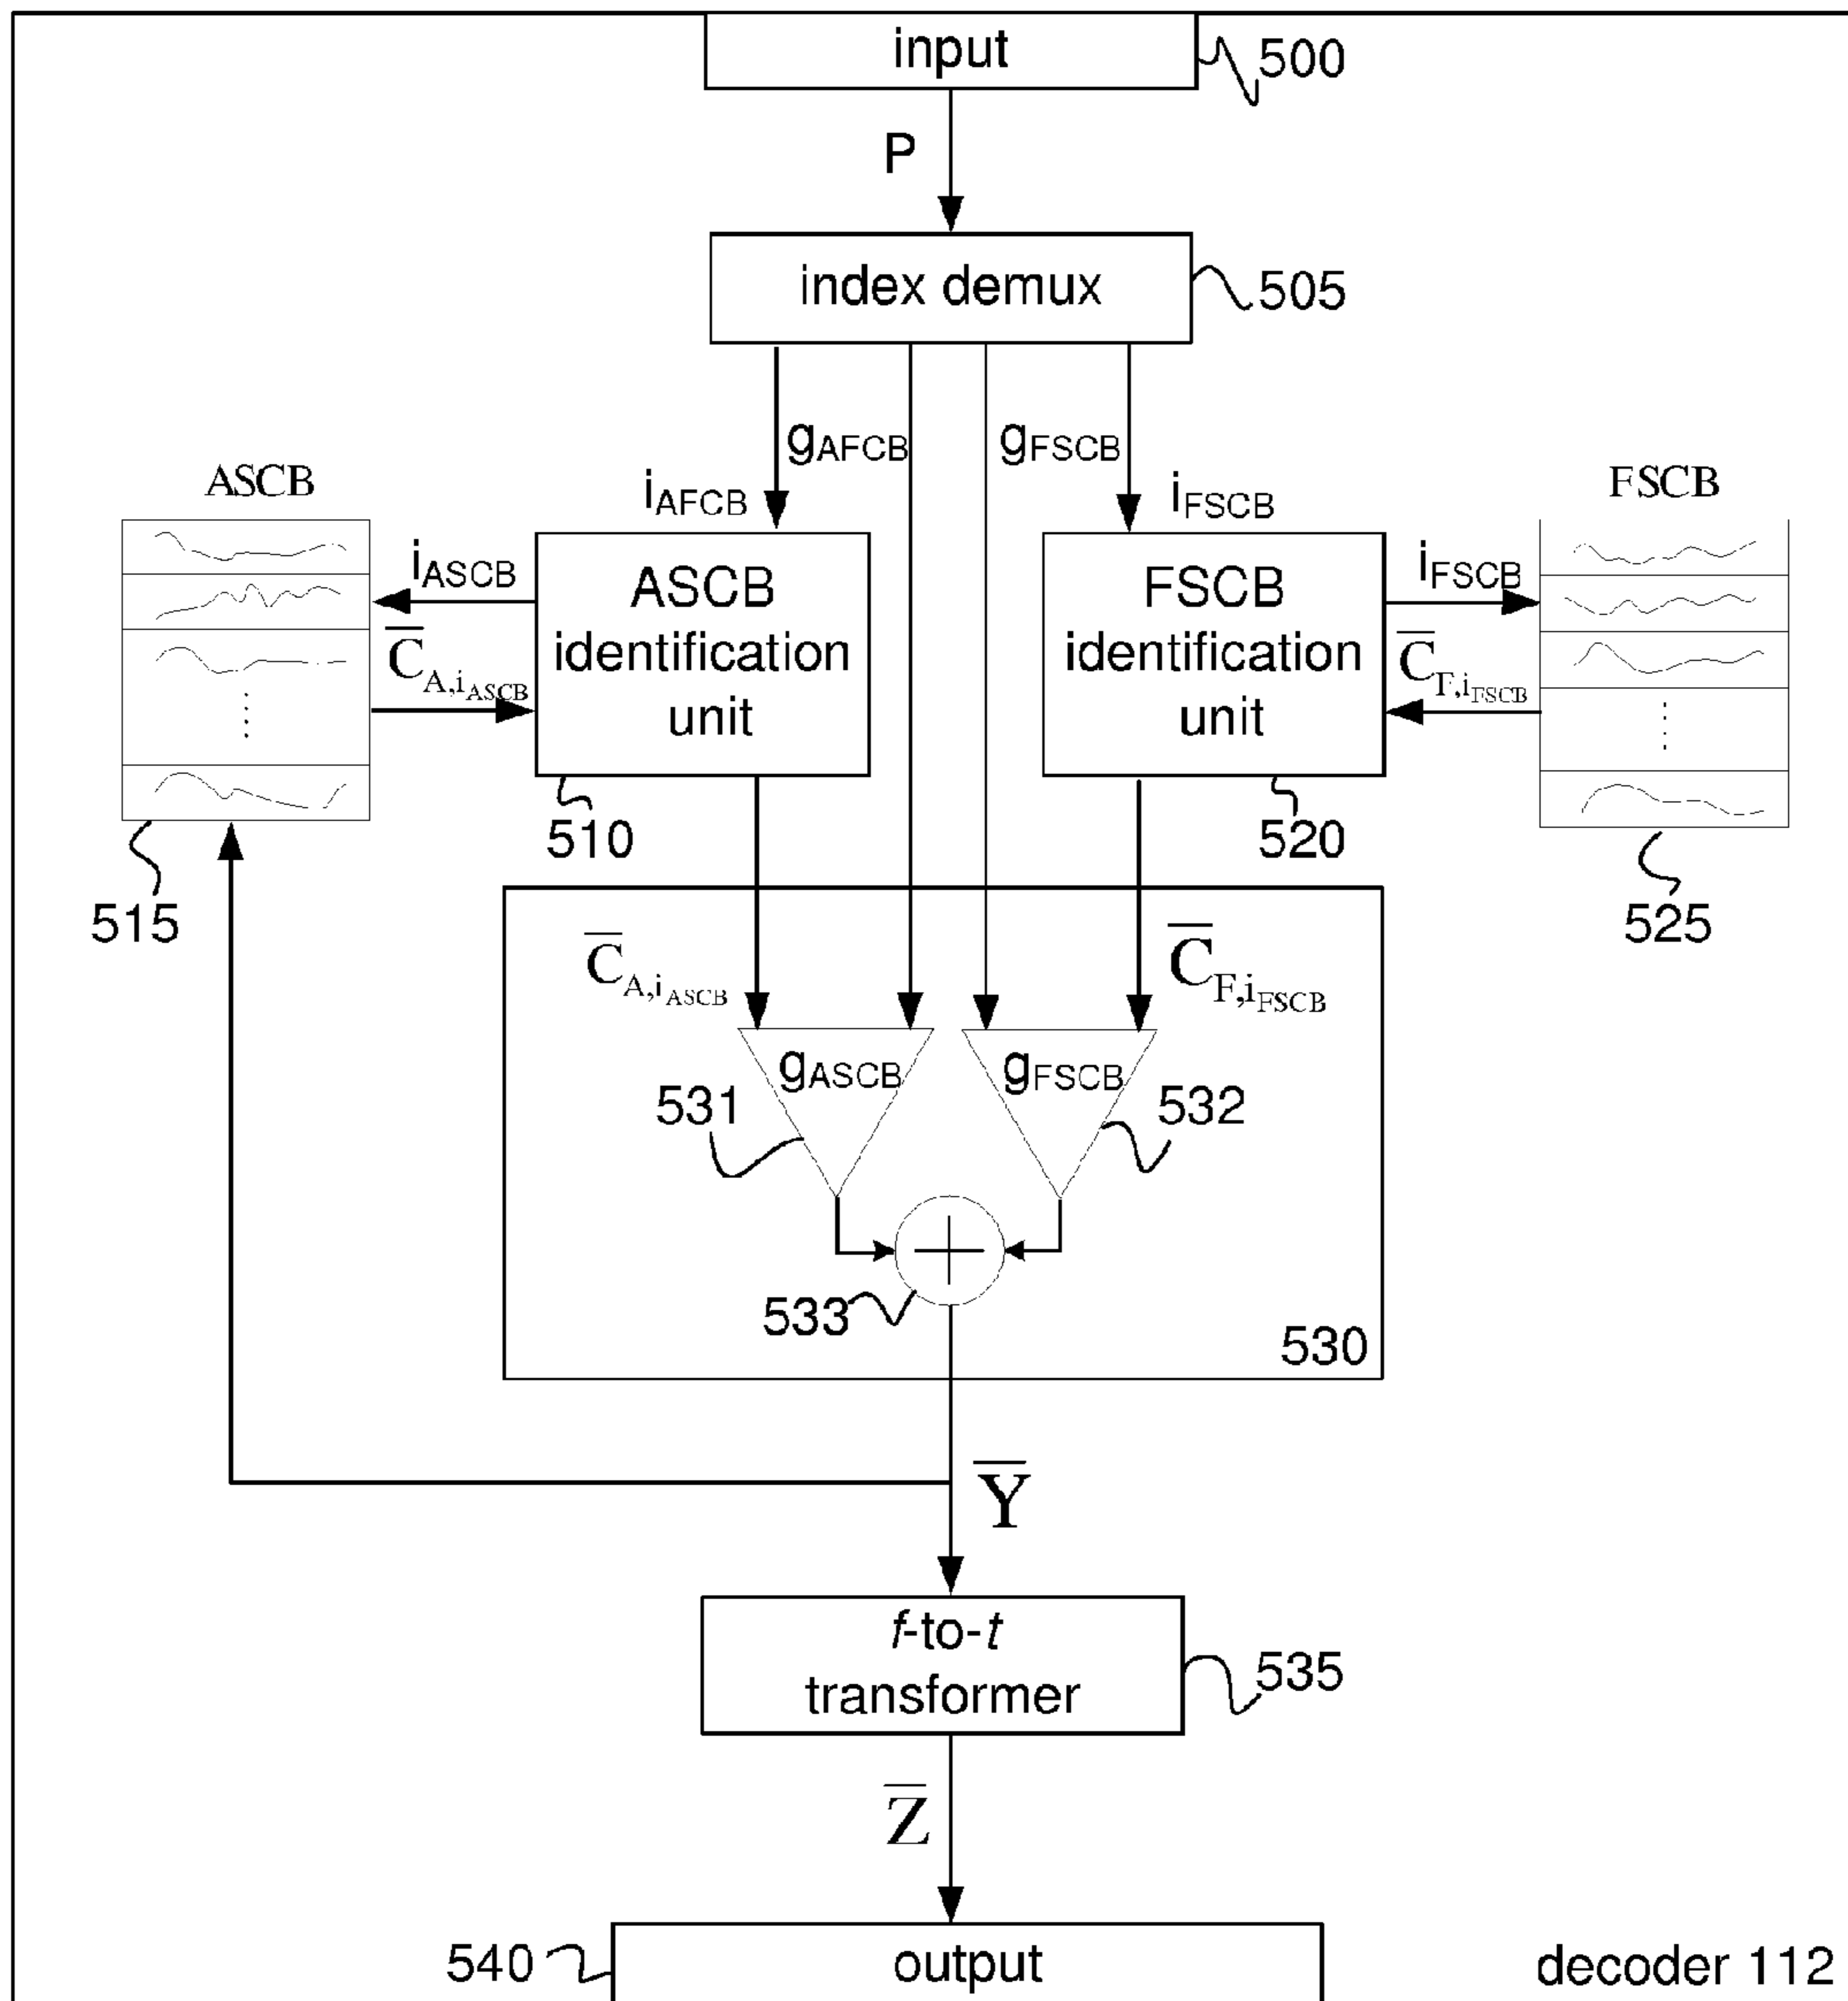 input
500
P
index demux
505
gAFCB
gFSCB
iAFCB
iFSCB
ASCB
FSCB
iASCB
ASCB
identification
unit
FSCB
identification
unit
iFSCB
C̅A,iASCB
C̅F,iFSCB
510
520
515
525
C̅A,iASCB
C̅F,iFSCB
gASCB
gFSCB
531
532
533
530
Y̅
f-to-t
transformer
535
Z̅
540
output
decoder 112